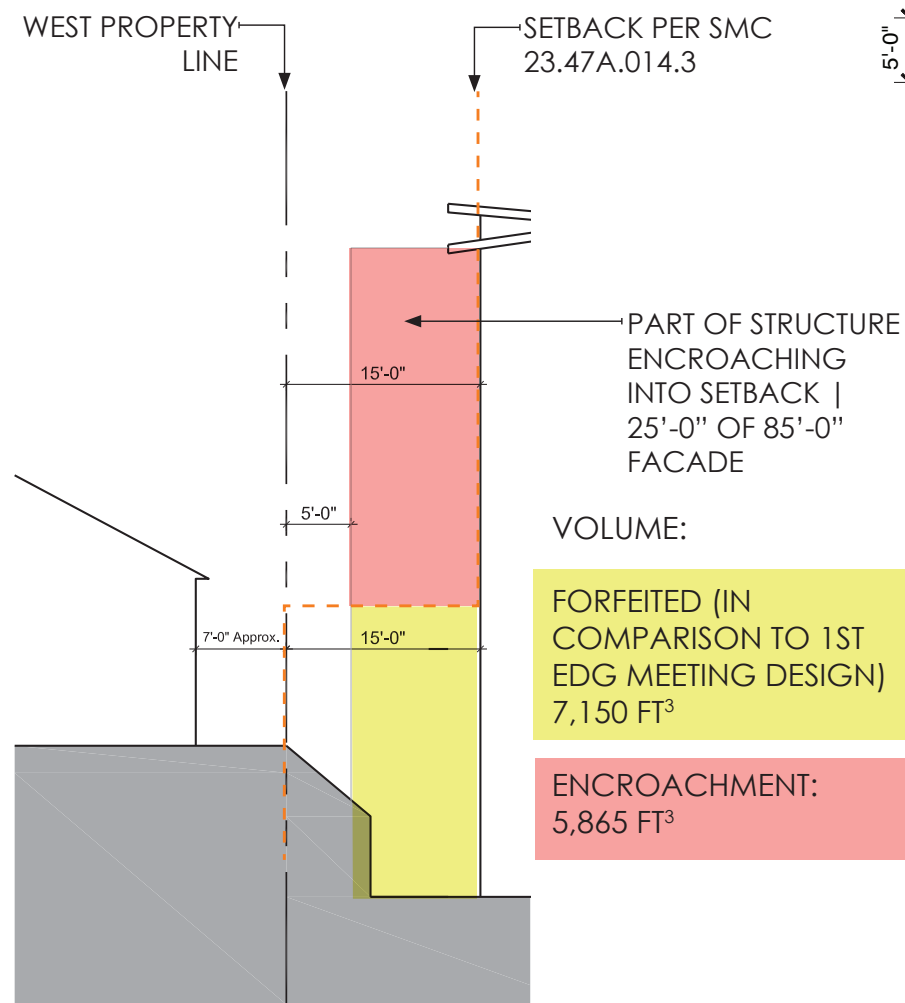 WEST PROPERTY
LINE
SETBACK PER SMC
23.47A.014.3
5'-0"
PART OF STRUCTURE
ENCROACHING
INTO SETBACK |
25'-0” OF 85’-0”
FACADE
15'-0"
5'-0"
VOLUME:
FORFEITED (IN
COMPARISON TO 1ST
EDG MEETING DESIGN)
7,150 FT³
7'-0" Approx.
15'-0"
ENCROACHMENT:
5,865 FT³